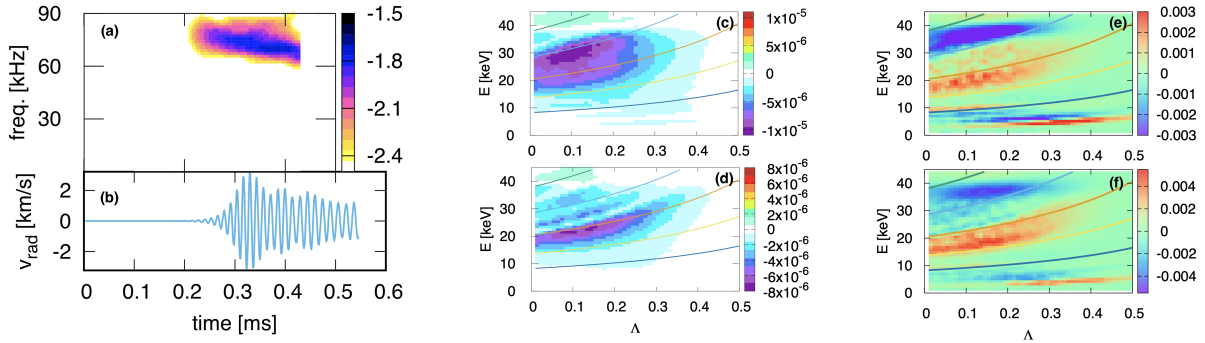 (a)
freq. [kHz]
90
60
30
-1.5
-1.8
-2.1
-2.4
(b)
v_rad [km/s]
2
0
-2
0 0.1 0.2 0.3 0.4 0.5 0.6
time [ms]
(c)
E [keV]
40
30
20
10
0
0 0.1 0.2 0.3 0.4 0.5
1x10^-5
5x10^-6
0
-5x10^-6
-1x10^-5
(d)
E [keV]
40
30
20
10
0
0 0.1 0.2 0.3 0.4 0.5
Λ
8x10^-6
6x10^-6
4x10^-6
2x10^-6
0
-2x10^-6
-4x10^-6
-6x10^-6
-8x10^-6
(e)
E [keV]
40
30
20
10
0
0 0.1 0.2 0.3 0.4 0.5
0.003
0.002
0.001
0
-0.001
-0.002
-0.003
(f)
E [keV]
40
30
20
10
0
0 0.1 0.2 0.3 0.4 0.5
Λ
0.004
0.002
0
-0.002
-0.004